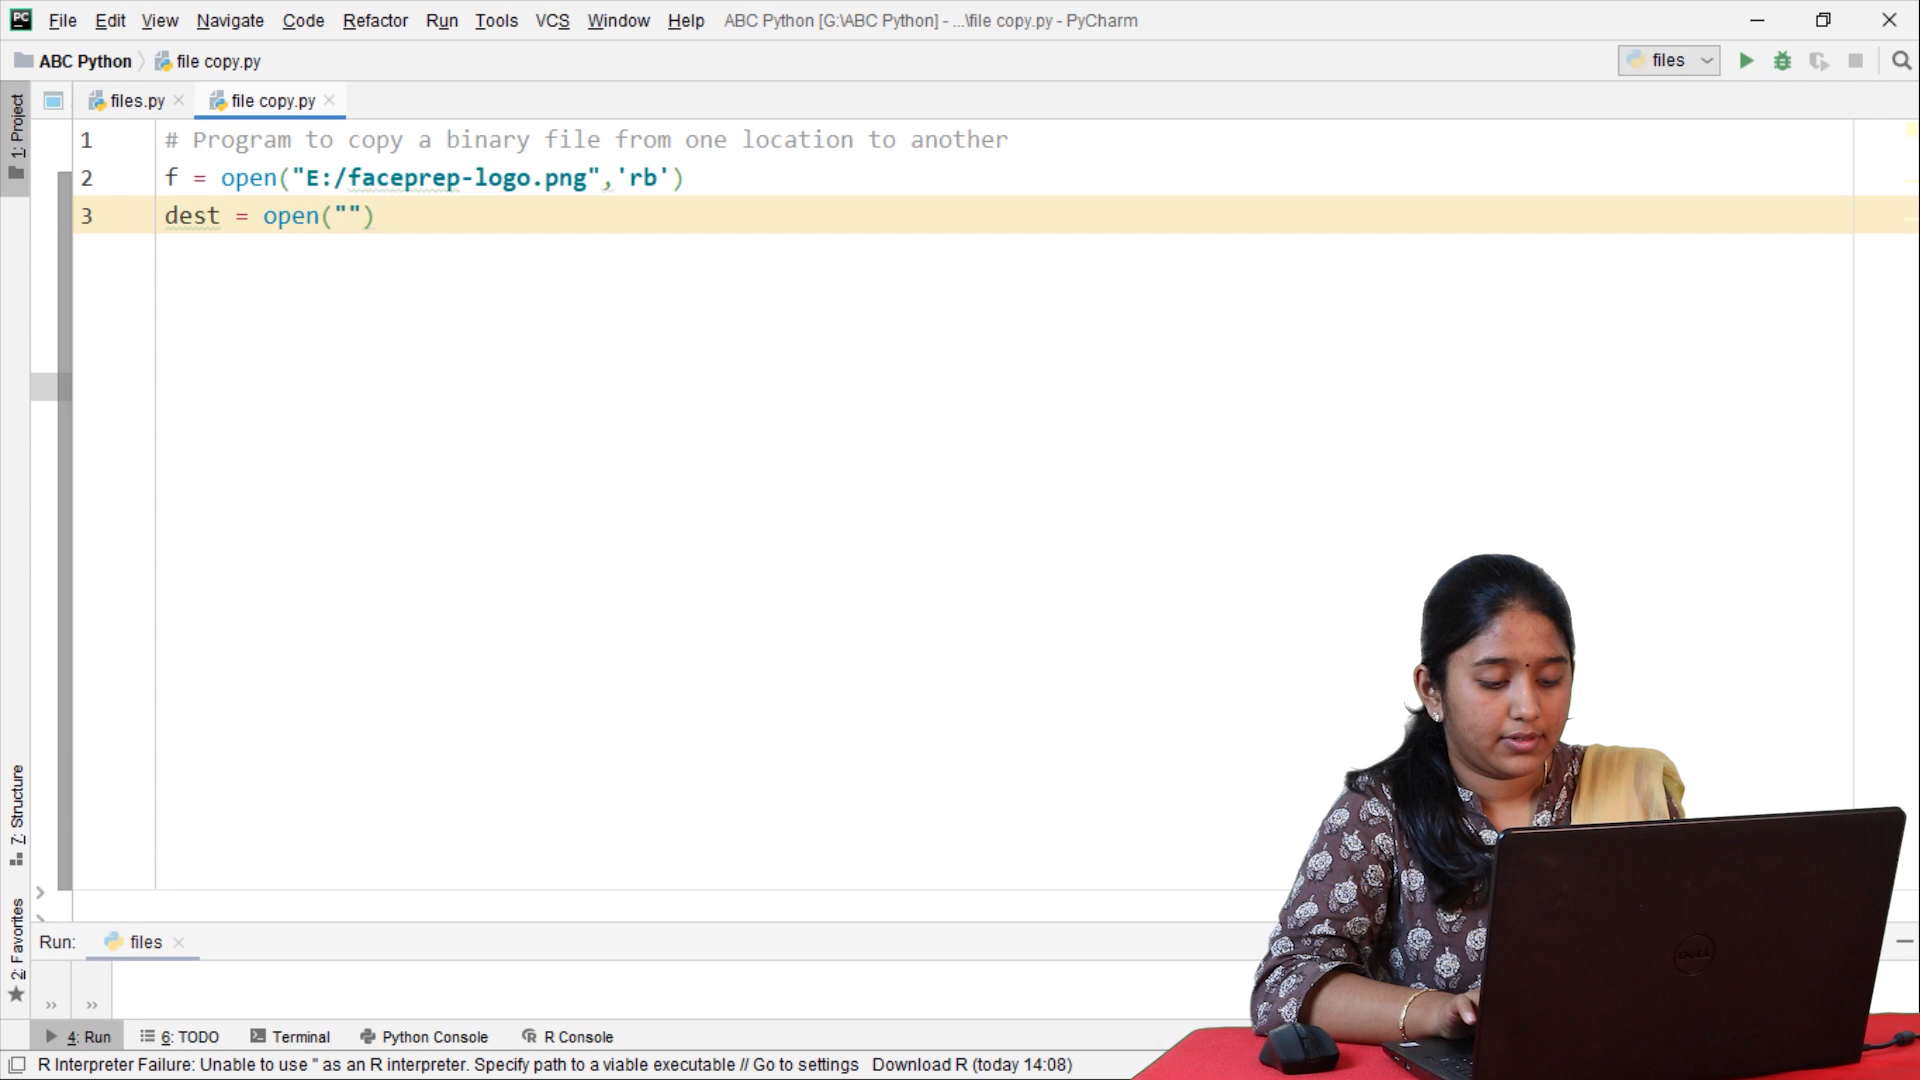 PC
File Edit View Navigate Code Refactor Run Tools VCS Window Help ABC Python [G:\ABC Python] - ...\file copy.py - PyCharm
ABC Python file copy.py files
files.py file copy.py
1: Project
1 # Program to copy a binary file from one location to another
2 f = open("E:/faceprep-logo.png",'rb')
3 dest = open("")
7: Structure
2: Favorites
Run: files
DELL
4: Run 6: TODO Terminal Python Console R Console
R Interpreter Failure: Unable to use '' as an R interpreter. Specify path to a viable executable // Go to settings Download R (today 14:08)